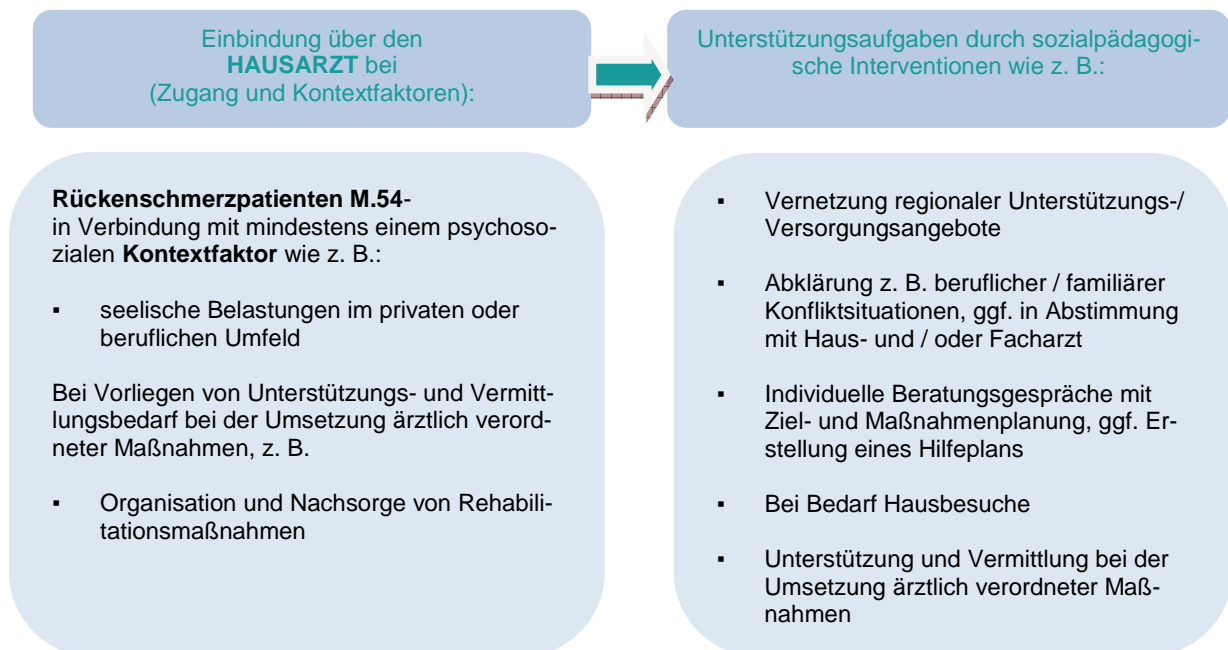 Einbindung über den
HAUSARZT bei
(Zugang und Kontextfaktoren):
Unterstützungsaufgaben durch sozialpädagogi-
sche Interventionen wie z. B.:
Rückenschmerzpatienten M.54-
in Verbindung mit mindestens einem psychoso-
zialen Kontextfaktor wie z. B.:
▪ seelische Belastungen im privaten oder
beruflichen Umfeld
Bei Vorliegen von Unterstützungs- und Vermitt-
lungsbedarf bei der Umsetzung ärztlich verord-
neter Maßnahmen, z. B.
▪ Organisation und Nachsorge von Rehabili-
tationsmaßnahmen
▪ Vernetzung regionaler Unterstützungs-/
Versorgungsangebote
▪ Abklärung z. B. beruflicher / familiärer
Konfliktsituationen, ggf. in Abstimmung
mit Haus- und / oder Facharzt
▪ Individuelle Beratungsgespräche mit
Ziel- und Maßnahmenplanung, ggf. Er-
stellung eines Hilfeplans
▪ Bei Bedarf Hausbesuche
▪ Unterstützung und Vermittlung bei der
Umsetzung ärztlich verordneter Maß-
nahmen